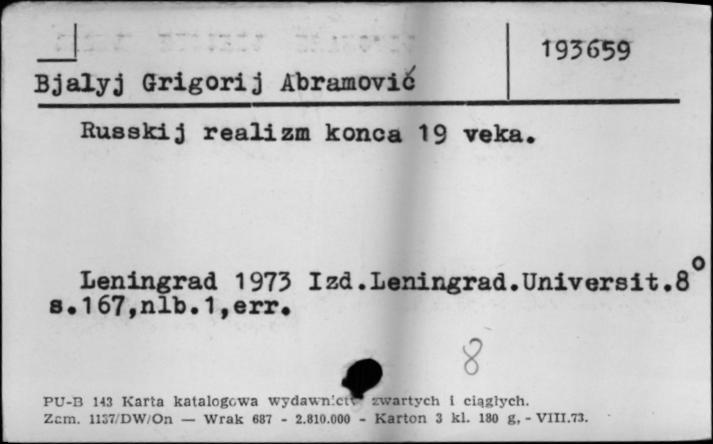 193659
Bjalyj Grigorij Abramović
Russkij realizm konca 19 veka.
Leningrad 1973 Izd.Leningrad.Universit.8°
s.167,nlb.1,err.
8
PU-B 143 Karta katalogowa wydawnictw zwartych i ciągłych.
Zam. 1137/DW/On — Wrak 687 - 2.810.000 - Karton 3 kl. 180 g, - VIII.73.